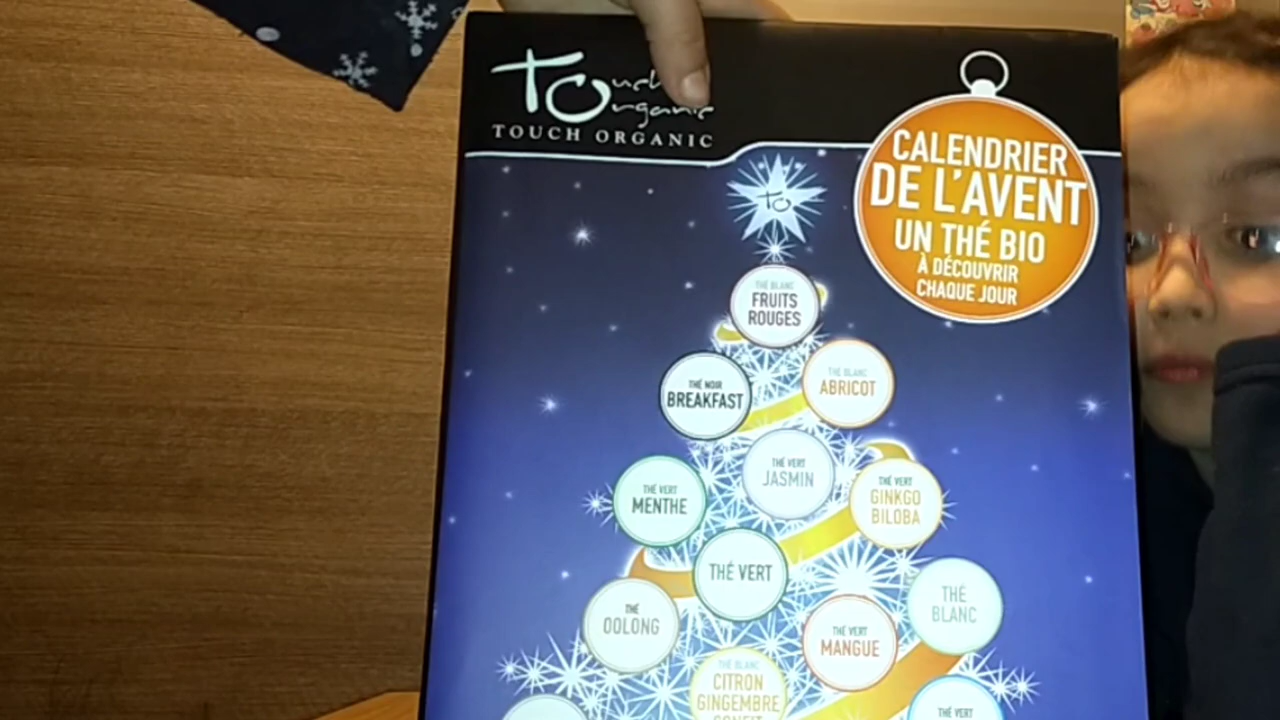 Touch
Organic
TOUCH ORGANIC
CALENDRIER
DE L'AVENT
UN THÉ BIO
À DÉCOUVRIR
CHAQUE JOUR
TO
THÉ BLANC
FRUITS
ROUGES
THÉ NOIR
BREAKFAST
THÉ BLANC
ABRICOT
THÉ VERT
JASMIN
THÉ VERT
MENTHE
THÉ VERT
GINKGO
BILOBA
THÉ VERT
THÉ
BLANC
THÉ
OOLONG
THÉ VERT
MANGUE
THÉ BLANC
CITRON
GINGEMBRE
CONFIT
THÉ VERT